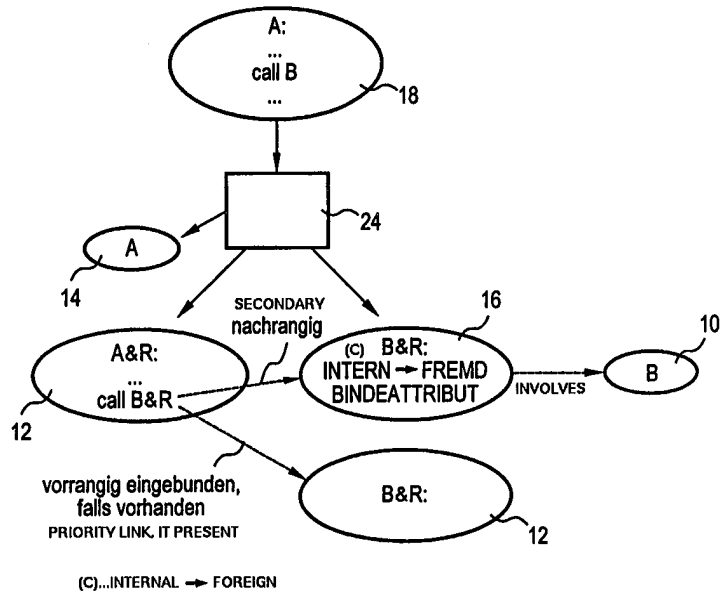 A:
...
call B
...
18
24
A
14
SECONDARY
nachrangig
16
10
A&R:
...
call B&R
12
(C) B&R:
INTERN → FREMD
BINDEATTRIBUT
INVOLVES
B
vorrangig eingebunden,
falls vorhanden
PRIORITY LINK, IT PRESENT
B&R:
12
(C)...INTERNAL → FOREIGN